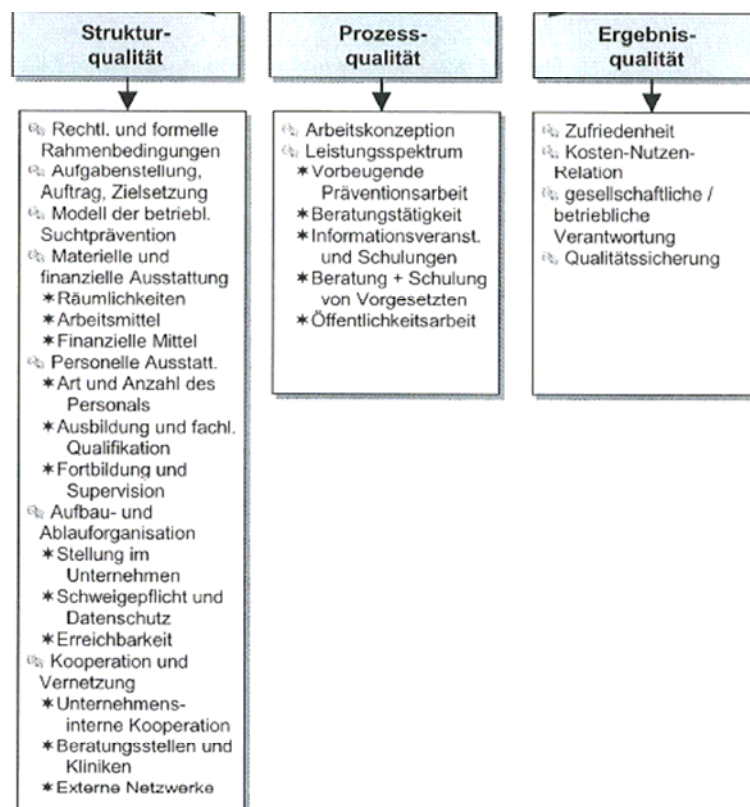 Struktur-
qualität
Rechtl. und formelle
Rahmenbedingungen
Aufgabenstellung,
Auftrag, Zielsetzung
Modell der betriebl.
Suchtprävention
Materielle und
finanzielle Ausstattung
✶Räumlichkeiten
✶Arbeitsmittel
✶Finanzielle Mittel
Personelle Ausstatt.
✶Art und Anzahl des
Personals
✶Ausbildung und fachl.
Qualifikation
✶Fortbildung und
Supervision
Aufbau- und
Ablauforganisation
✶Stellung im
Unternehmen
✶Schweigepflicht und
Datenschutz
✶Erreichbarkeit
Kooperation und
Vernetzung
✶Unternehmens-
interne Kooperation
✶Beratungsstellen und
Kliniken
✶Externe Netzwerke
Prozess-
qualität
Arbeitskonzeption
Leistungsspektrum
✶Vorbeugende
Präventionsarbeit
✶Beratungstätigkeit
✶Informationsveranst.
und Schulungen
✶Beratung + Schulung
von Vorgesetzten
✶Öffentlichkeitsarbeit
Ergebnis-
qualität
Zufriedenheit
Kosten-Nutzen-
Relation
gesellschaftliche /
betriebliche
Verantwortung
Qualitätssicherung